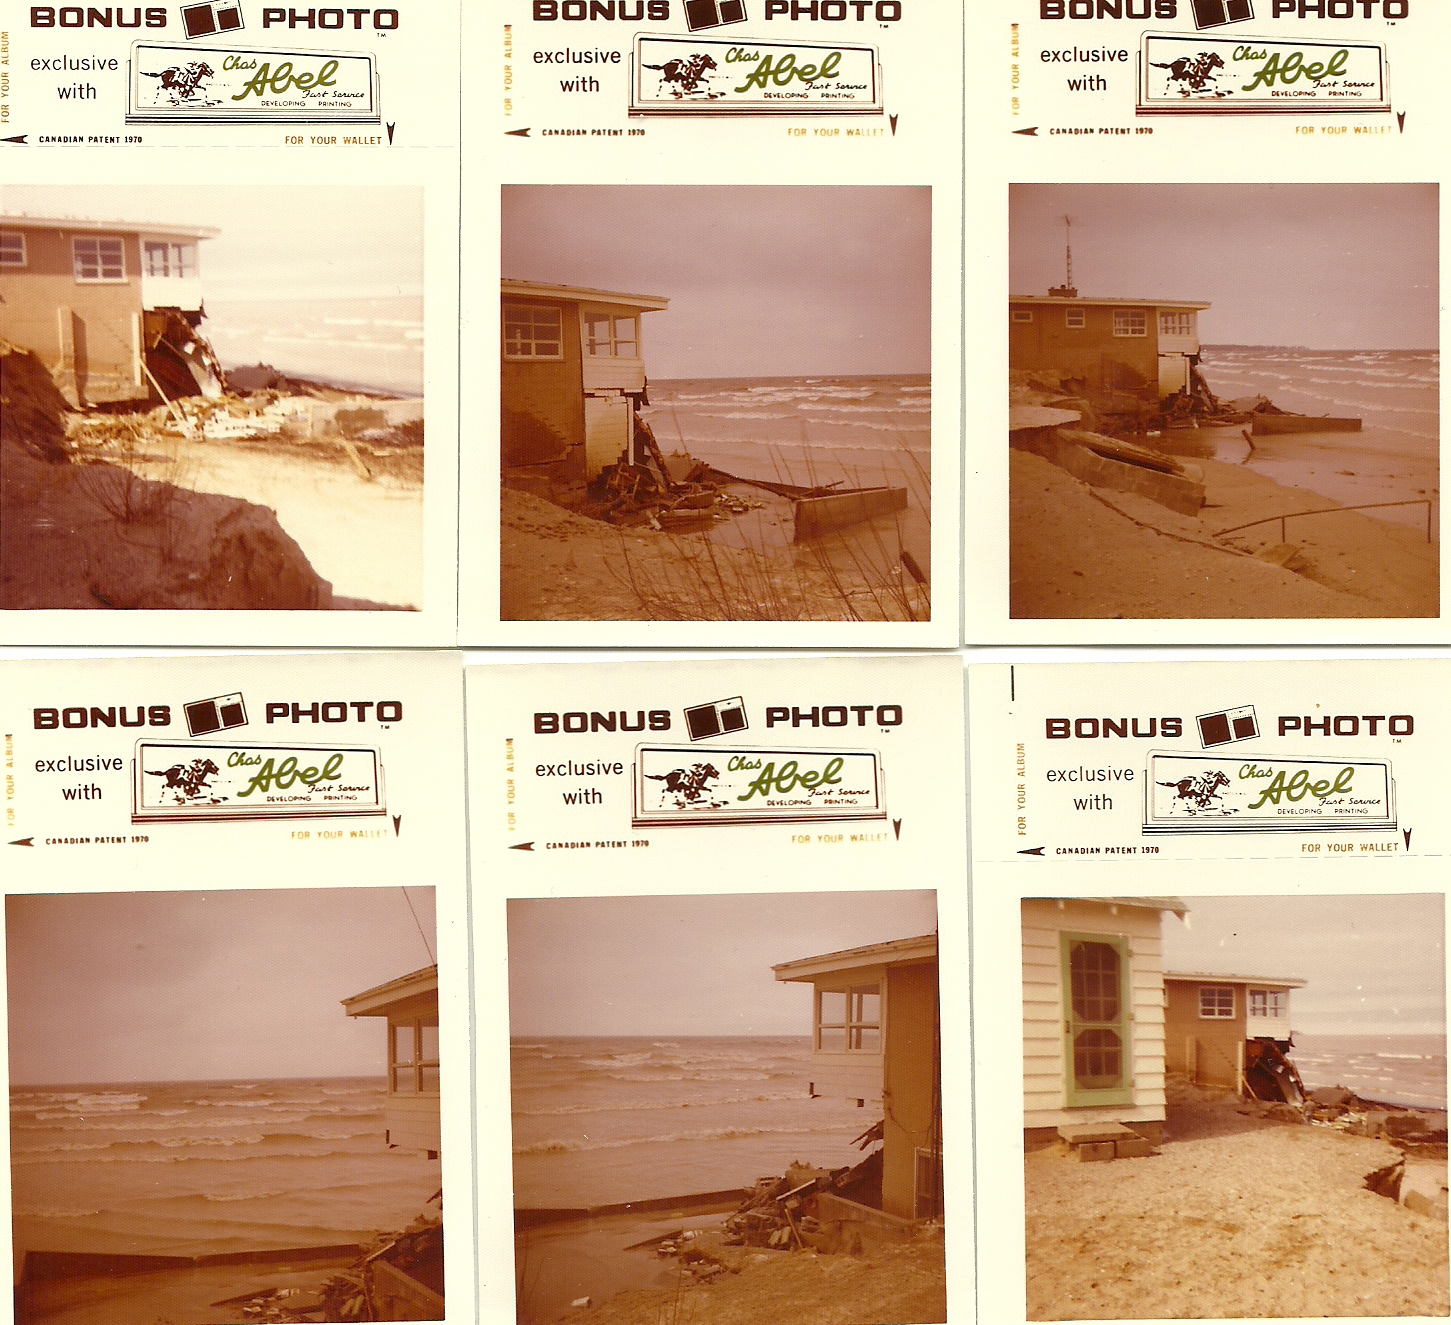 BONUS PHOTO
TM
FOR YOUR ALBUM
exclusive
with
Chas
Abel
Fast Service
DEVELOPING PRINTING
CANADIAN PATENT 1970
FOR YOUR WALLET
BONUS PHOTO
TM
FOR YOUR ALBUM
exclusive
with
Chas
Abel
Fast Service
DEVELOPING PRINTING
CANADIAN PATENT 1970
FOR YOUR WALLET
BONUS PHOTO
TM
FOR YOUR ALBUM
exclusive
with
Chas
Abel
Fast Service
DEVELOPING PRINTING
CANADIAN PATENT 1970
FOR YOUR WALLET
BONUS PHOTO
TM
FOR YOUR ALBUM
exclusive
with
Chas
Abel
Fast Service
DEVELOPING PRINTING
CANADIAN PATENT 1970
FOR YOUR WALLET
BONUS PHOTO
TM
FOR YOUR ALBUM
exclusive
with
Chas
Abel
Fast Service
DEVELOPING PRINTING
CANADIAN PATENT 1970
FOR YOUR WALLET
BONUS PHOTO
TM
FOR YOUR ALBUM
exclusive
with
Chas
Abel
Fast Service
DEVELOPING PRINTING
CANADIAN PATENT 1970
FOR YOUR WALLET